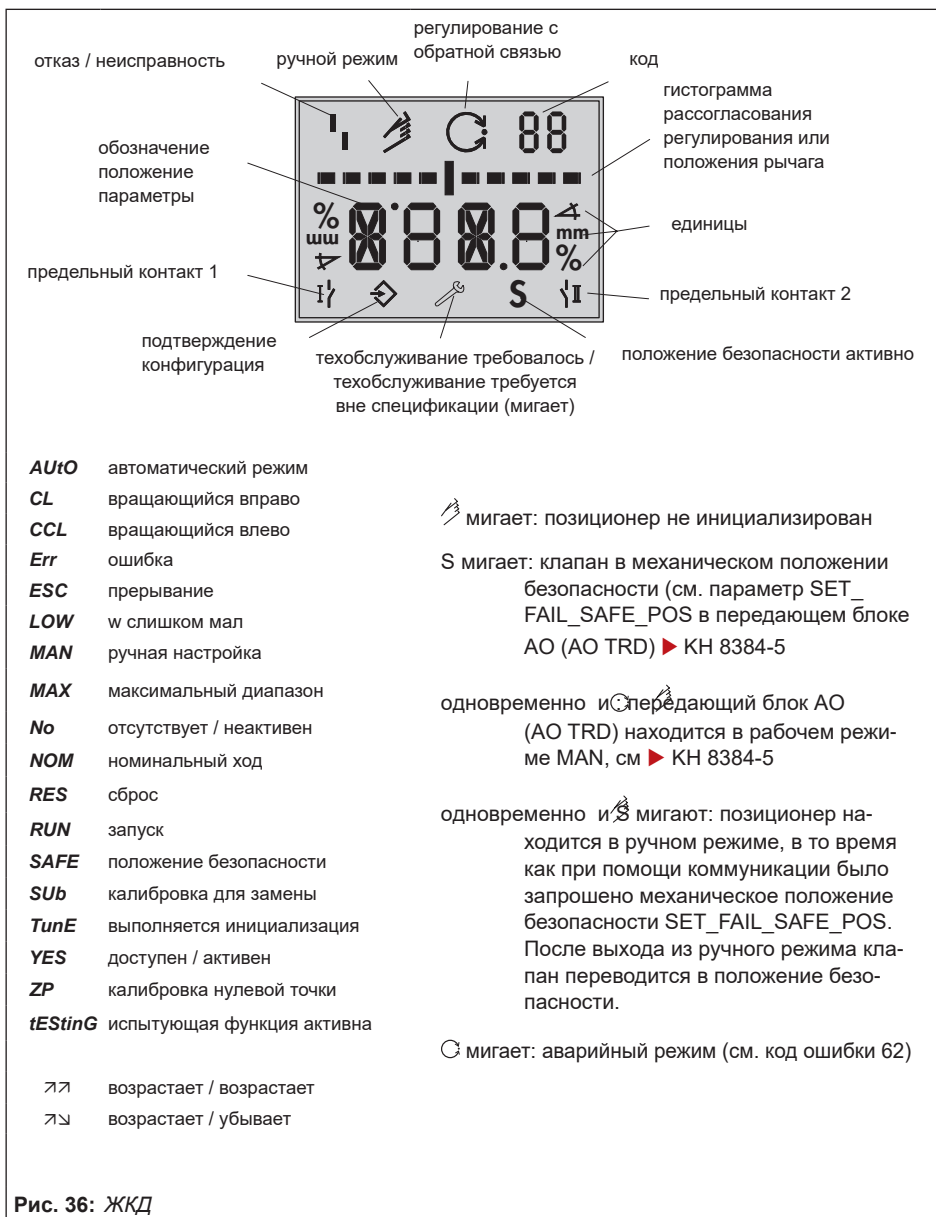 регулирование с
обратной связью
отказ / неисправность
ручной режим
код
гистограмма
рассогласования
регулирования или
положения рычага
обозначение
положение
параметры
88
%
mm
8.88.8
mm
%
единицы
предельный контакт 1
I
S
II
предельный контакт 2
подтверждение
конфигурация
техобслуживание требовалось /
техобслуживание требуется
вне спецификации (мигает)
положение безопасности активно
AUtO автоматический режим
CL вращающийся вправо
CCL вращающийся влево
Err ошибка
ESC прерывание
LOW w слишком мал
MAN ручная настройка
MAX максимальный диапазон
No отсутствует / неактивен
NOM номинальный ход
RES сброс
RUN запуск
SAFE положение безопасности
SUb калибровка для замены
TunE выполняется инициализация
YES доступен / активен
ZP калибровка нулевой точки
tEStinG испытующая функция активна
↗↗ возрастает / возрастает
↗↘ возрастает / убывает
мигает: позиционер не инициализирован
S мигает: клапан в механическом положении
безопасности (см. параметр SET_
FAIL_SAFE_POS в передающем блоке
AO (AO TRD) ► KH 8384-5
одновременно и передающий блок AO
(AO TRD) находится в рабочем режи-
ме MAN, см ► KH 8384-5
одновременно и S мигают: позиционер на-
ходится в ручном режиме, в то время
как при помощи коммуникации было
запрошено механическое положение
безопасности SET_FAIL_SAFE_POS.
После выхода из ручного режима кла-
пан переводится в положение безо-
пасности.
мигает: аварийный режим (см. код ошибки 62)
Рис. 36: ЖКД